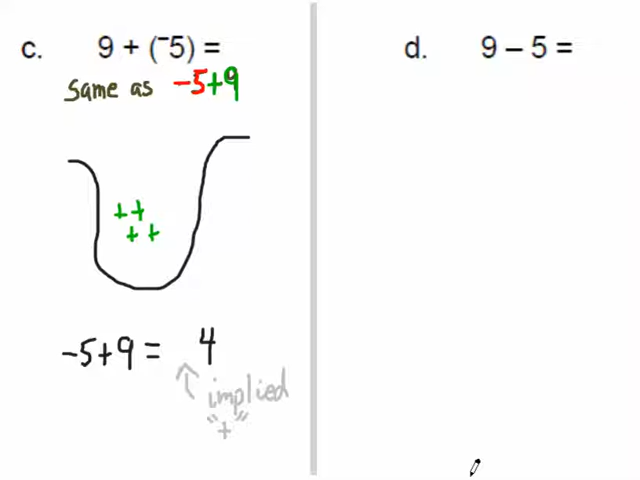 c. 9 + (⁻5) =
same as -5+9
++
++
-5+9 = 4
implied
"+"
d. 9 – 5 =